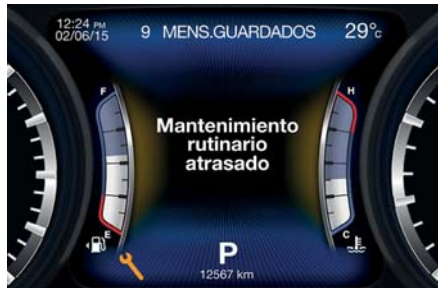 12:24 PM
02/06/15
9 MENS.GUARDADOS
29°c
F
H
Mantenimiento
rutinario
atrasado
E
C
P
12567 km